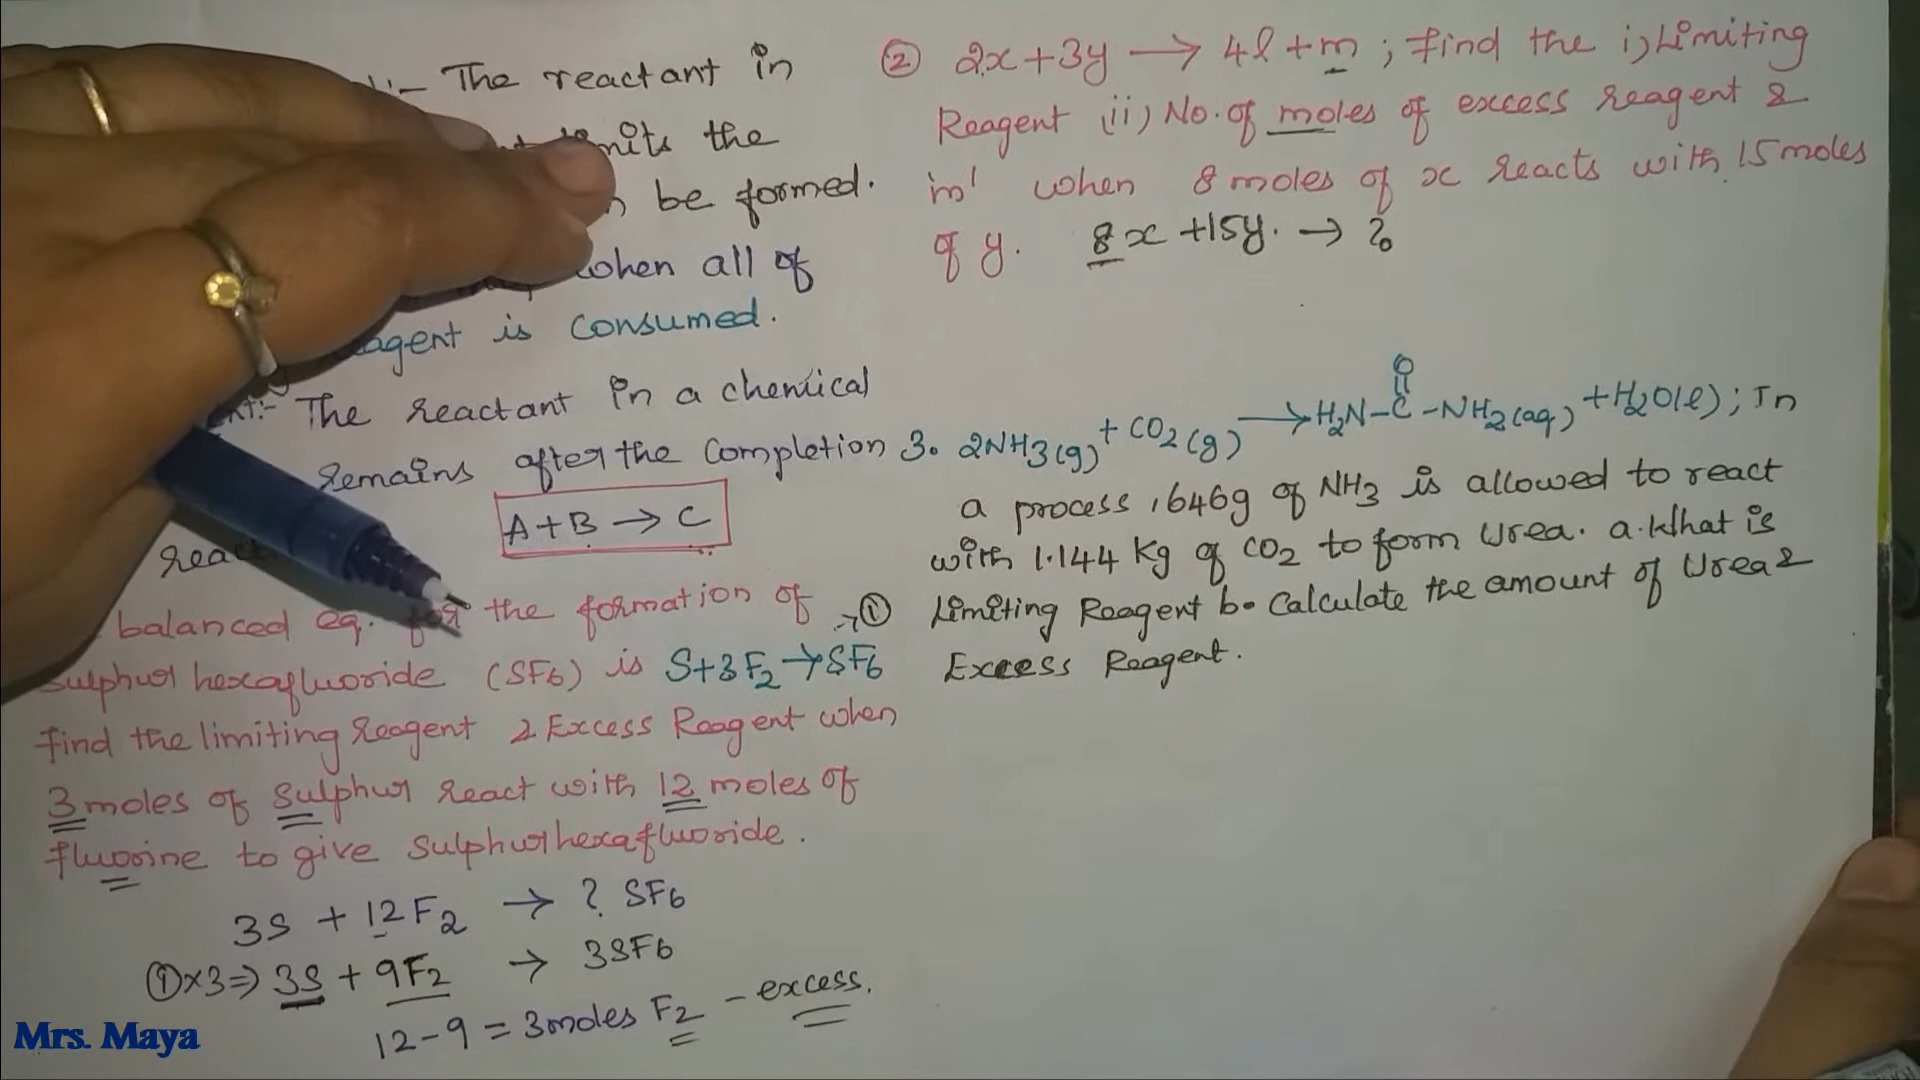 :- The reactant in
the
be formed.
when all of
is consumed.
:- The reactant in a chemical
remains after the completion
A+B → C
balanced eq. for the formation of
Sulphur hexafluoride (SF6) is S+3F2→SF6 →①
find the limiting reagent & Excess Reagent when
3 moles of sulphur react with 12 moles of
fluorine to give sulphurhexafluoride.
3S + 12F2 → ? SF6
①x3⇒ 3S + 9F2 → 3SF6
12-9 = 3moles F2 - excess.
② 2x+3y → 4l+m ; find the i) Limiting
Reagent (ii) No. of moles of excess reagent &
'm' when 8 moles of x reacts with 15 moles
of y. 8x +15y. → ?
3. 2NH3(g) + CO2(g) → H2N-C-NH2(aq) +H2O(l); In
O
a process, 646g of NH3 is allowed to react
with 1.144 Kg of CO2 to form Urea. a. What is
Limiting Reagent b. Calculate the amount of Urea &
Excess Reagent.
Mrs. Maya